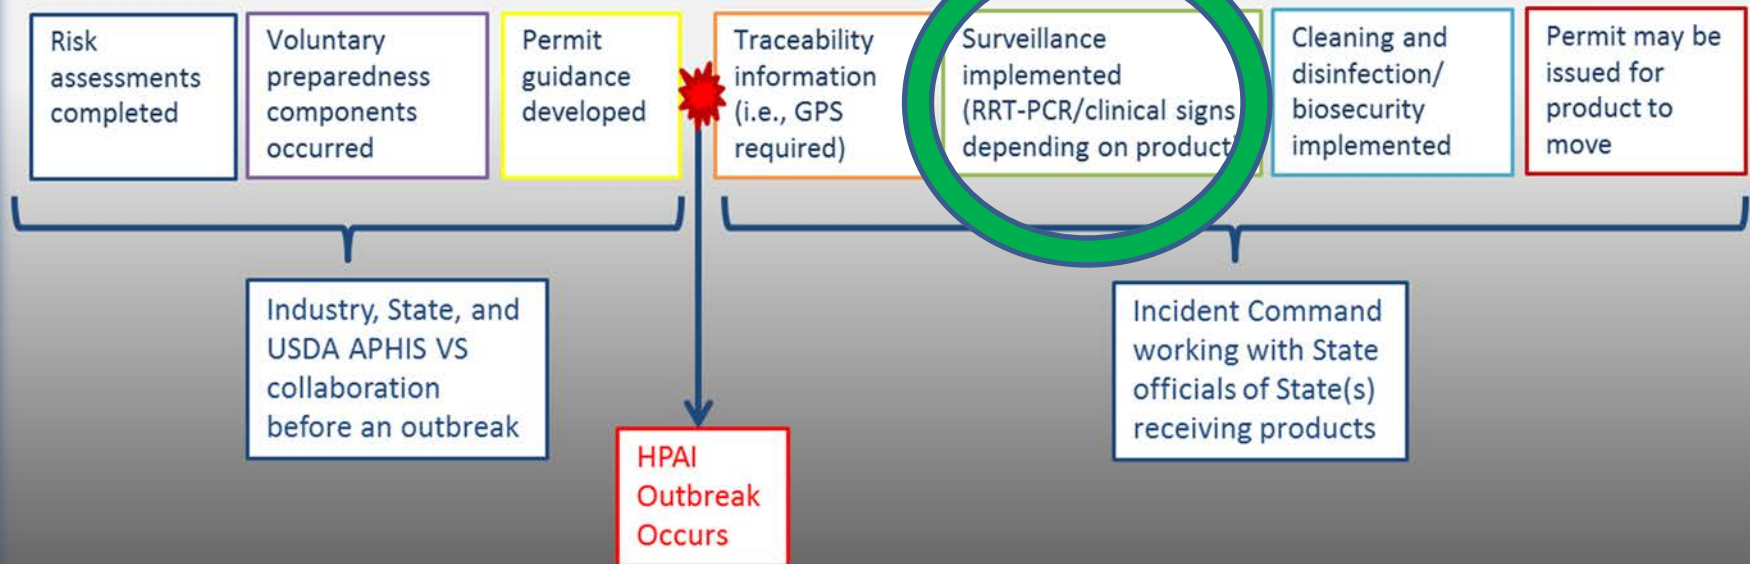 Risk
assessments
completed
Voluntary
preparedness
components
occurred
Permit
guidance
developed
Traceability
information
(i.e., GPS
required)
Surveillance
implemented
(RRT-PCR/clinical signs
depending on product
Cleaning and
disinfection/
biosecurity
implemented
Permit may be
issued for
product to
move
Industry, State, and
USDA APHIS VS
collaboration
before an outbreak
HPAI
Outbreak
Occurs
Incident Command
working with State
officials of State(s)
receiving products